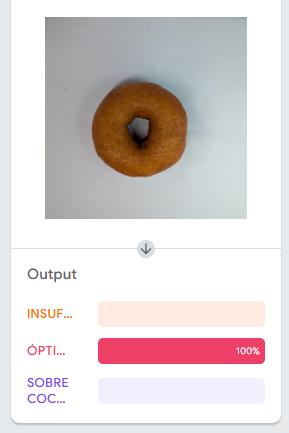 Output
INSUF...
ÓPTI...
100%
SOBRE
COC...